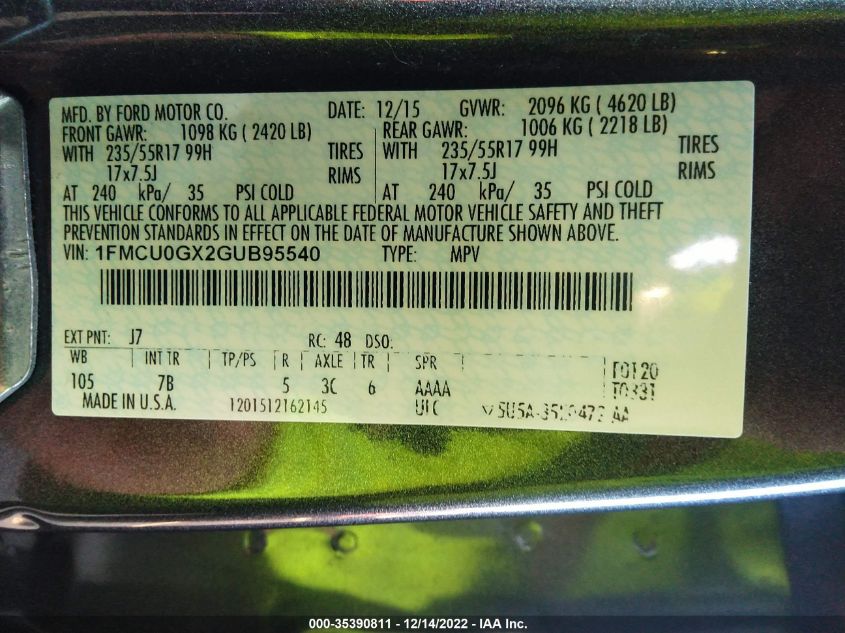 MFD. BY FORD MOTOR CO. DATE: 12/15 GVWR: 2096 KG ( 4620 LB)
FRONT GAWR: 1098 KG ( 2420 LB) REAR GAWR: 1006 KG ( 2218 LB)
WITH 235/55R17 99H TIRES WITH 235/55R17 99H TIRES
17x7.5J RIMS 17x7.5J RIMS
AT 240 kPa/ 35 PSI COLD AT 240 kPa/ 35 PSI COLD
THIS VEHICLE CONFORMS TO ALL APPLICABLE FEDERAL MOTOR VEHICLE SAFETY AND THEFT
PREVENTION STANDARDS IN EFFECT ON THE DATE OF MANUFACTURE SHOWN ABOVE.
VIN: 1FMCU0GX2GUB95540 TYPE: MPV
EXT PNT: J7 RC: 48 DSO:
WB INT TR TP/PS R AXLE TR SPR T0120
105 7B 5 3C 6 AAAA T0331
MADE IN U.S.A. 1201512162145 UTC
000-35390811 - 12/14/2022 - IAA Inc.